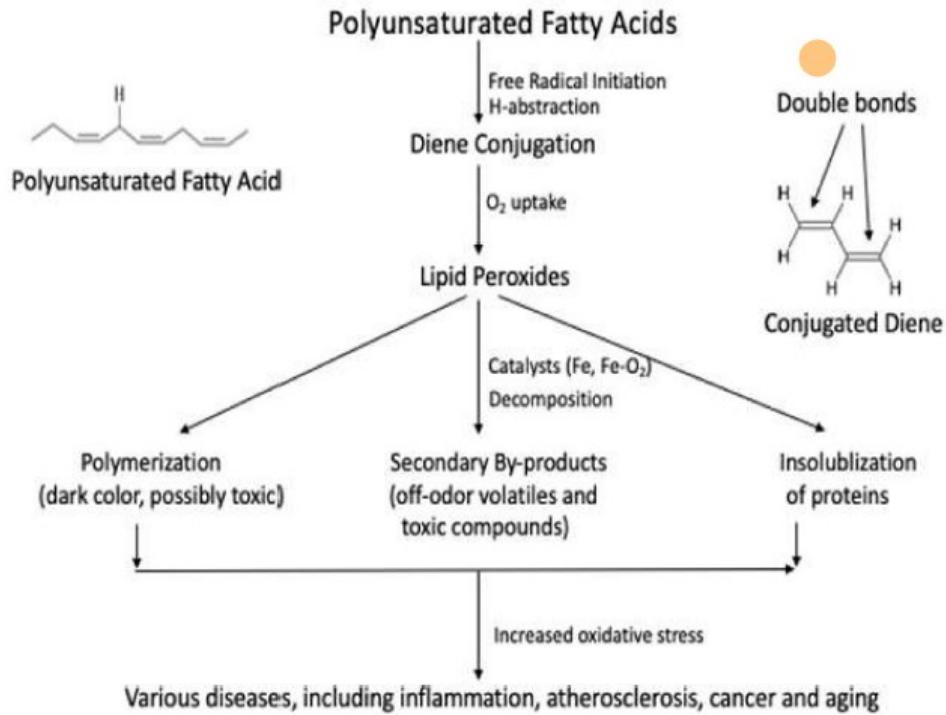 Polyunsaturated Fatty Acids
Free Radical Initiation
H-abstraction
H
Double bonds
Diene Conjugation
Polyunsaturated Fatty Acid
O₂ uptake
H
H
H
H
H
H
Lipid Peroxides
Conjugated Diene
Catalysts (Fe, Fe-O₂)
Decomposition
Polymerization
(dark color, possibly toxic)
Secondary By-products
(off-odor volatiles and
toxic compounds)
Insolublization
of proteins
Increased oxidative stress
Various diseases, including inflammation, atherosclerosis, cancer and aging